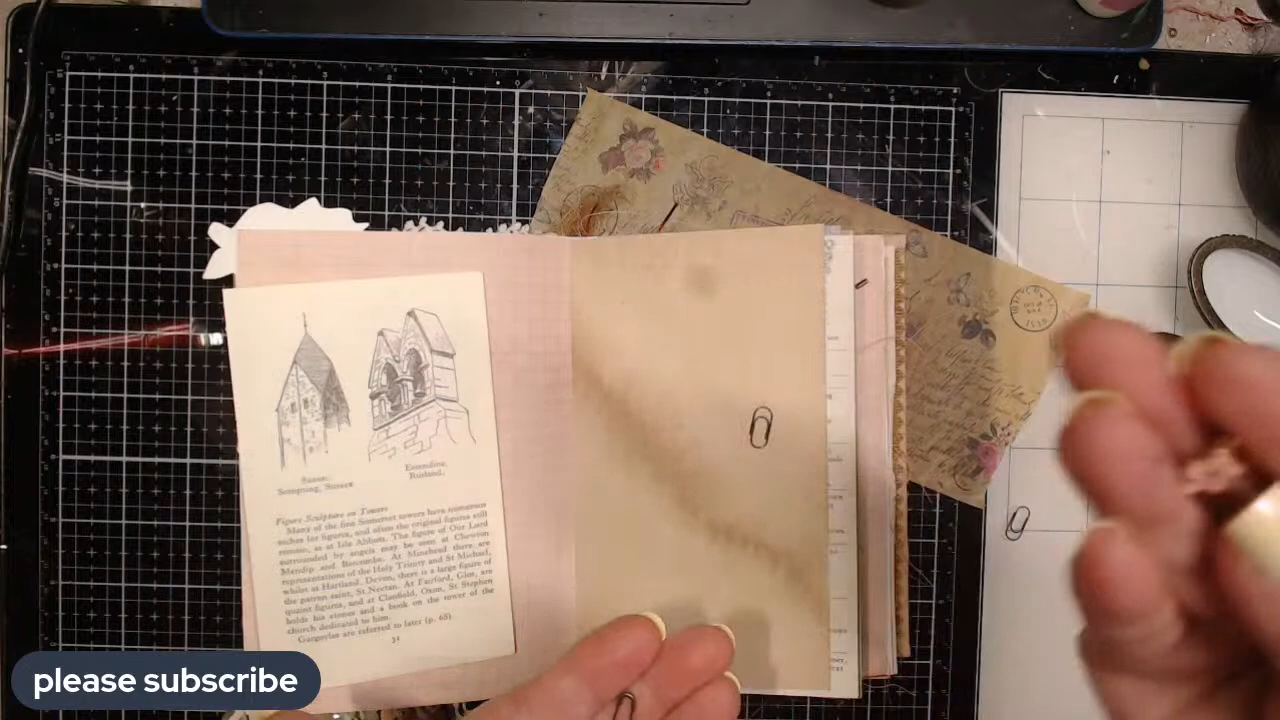 Saxon:
Sompting, Sussex
Essendine,
Rutland.
Figure Sculpture on Towers
Many of the fine Somerset towers have numerous
niches for figures, and often the original figures still
remain, as at Isle Abbots. The figure of Our Lord
surrounded by angels may be seen at Chewton
Mendip and Batcombe. At Minehead there are
representations of the Holy Trinity and St Michael,
whilst at Hartland, Devon, there is a large figure of
the patron saint, St Nectan. At Fairford, Glos, are
quaint figures, and at Clanfield, Oxon, St Stephen
holds his stones and a book on the tower of the
church dedicated to him.
Gargoyles are referred to later (p. 65).
31
please subscribe